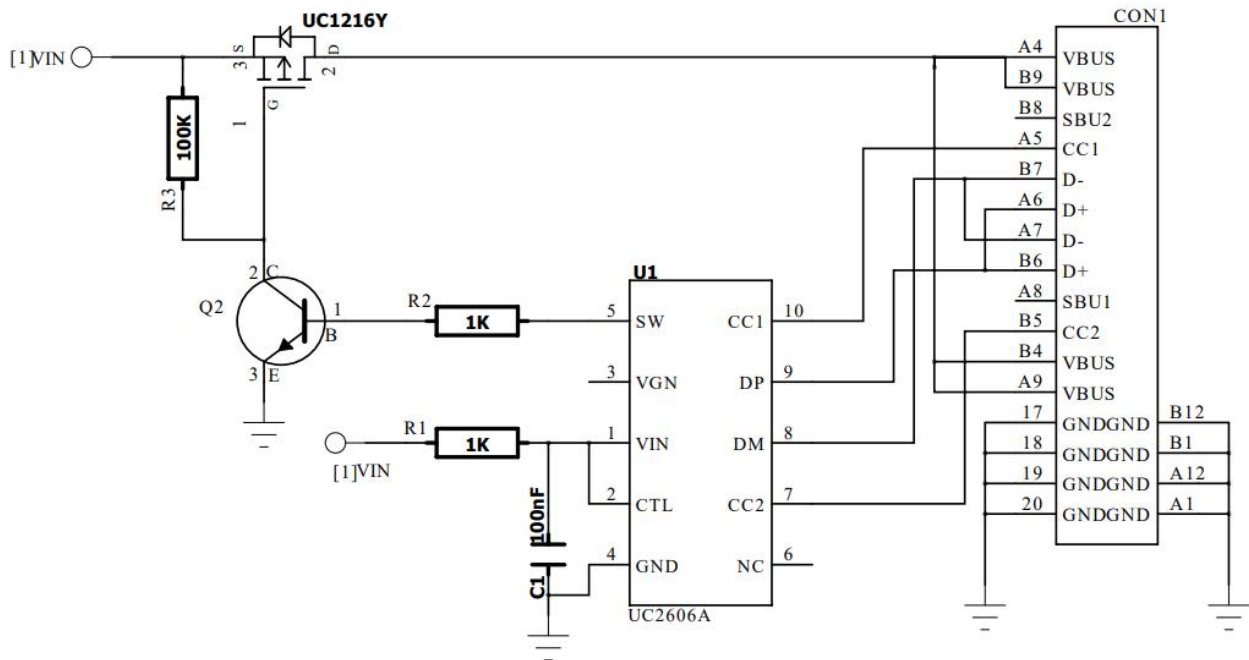 UC1216Y
CON1
[1]VIN
S
3
D
2
G
1
100K
R3
A4
VBUS
B9
VBUS
B8
SBU2
A5
CC1
B7
D-
A6
D+
A7
D-
B6
D+
A8
SBU1
B5
CC2
B4
VBUS
A9
VBUS
17
GNDGND
B12
18
GNDGND
B1
19
GNDGND
A12
20
GNDGND
A1
2
C
Q2
1
B
3
E
R2
1K
U1
5
SW
CC1
10
3
VGN
DP
9
R1
1K
1
VIN
DM
8
[1]VIN
2
CTL
CC2
7
100nF
C1
4
GND
NC
6
UC2606A